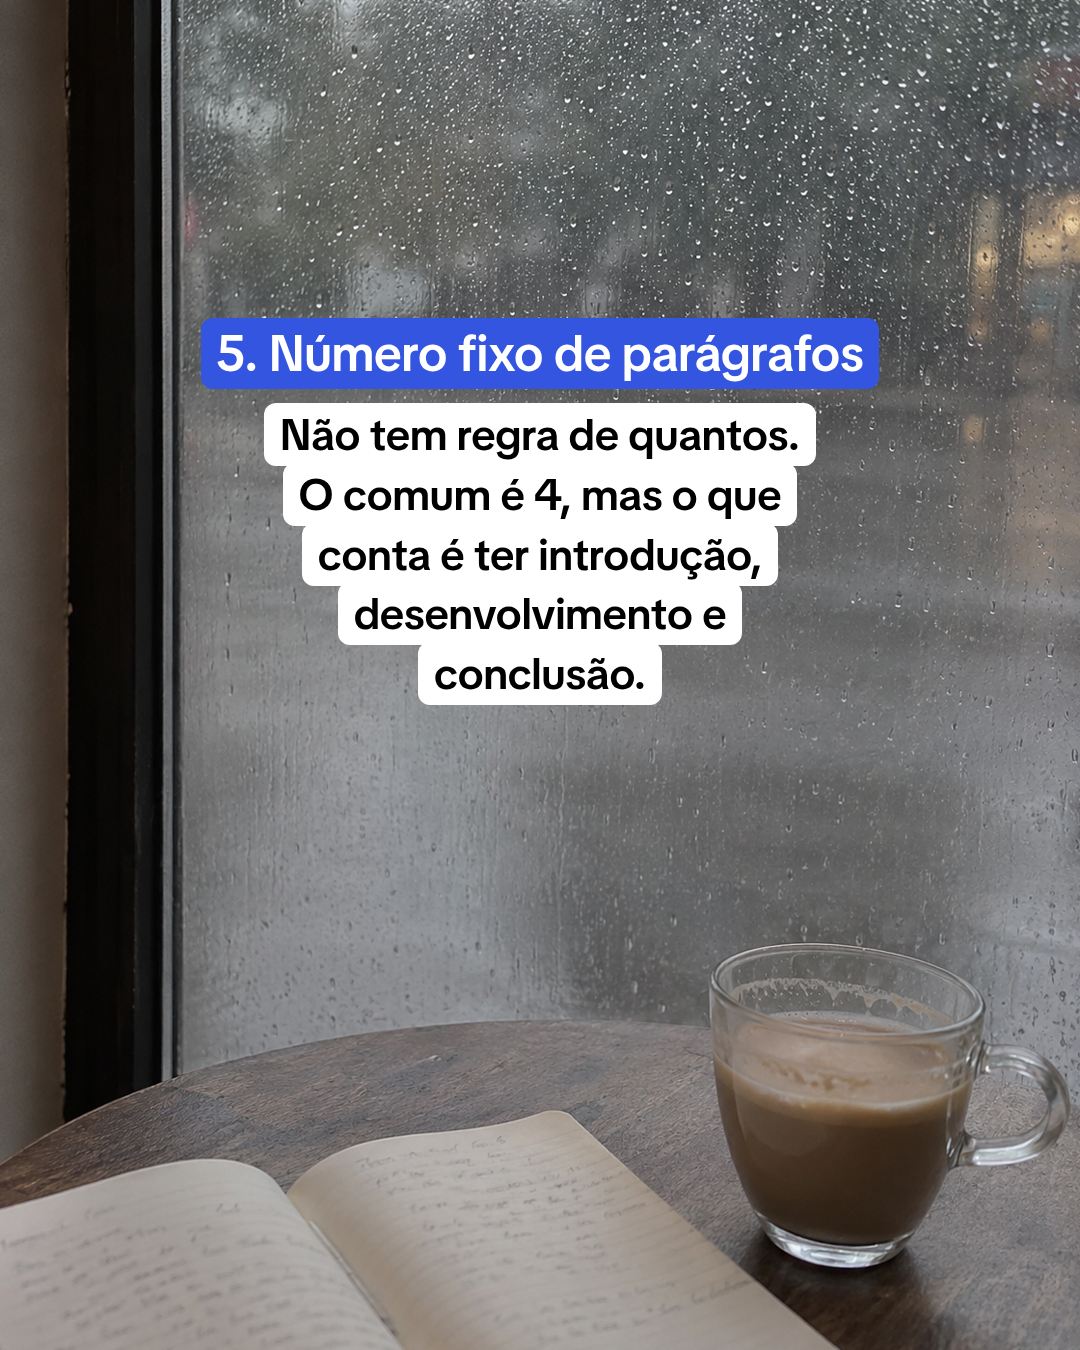 5. Número fixo de parágrafos
Não tem regra de quantos.
O comum é 4, mas o que
conta é ter introdução,
desenvolvimento e
conclusão.